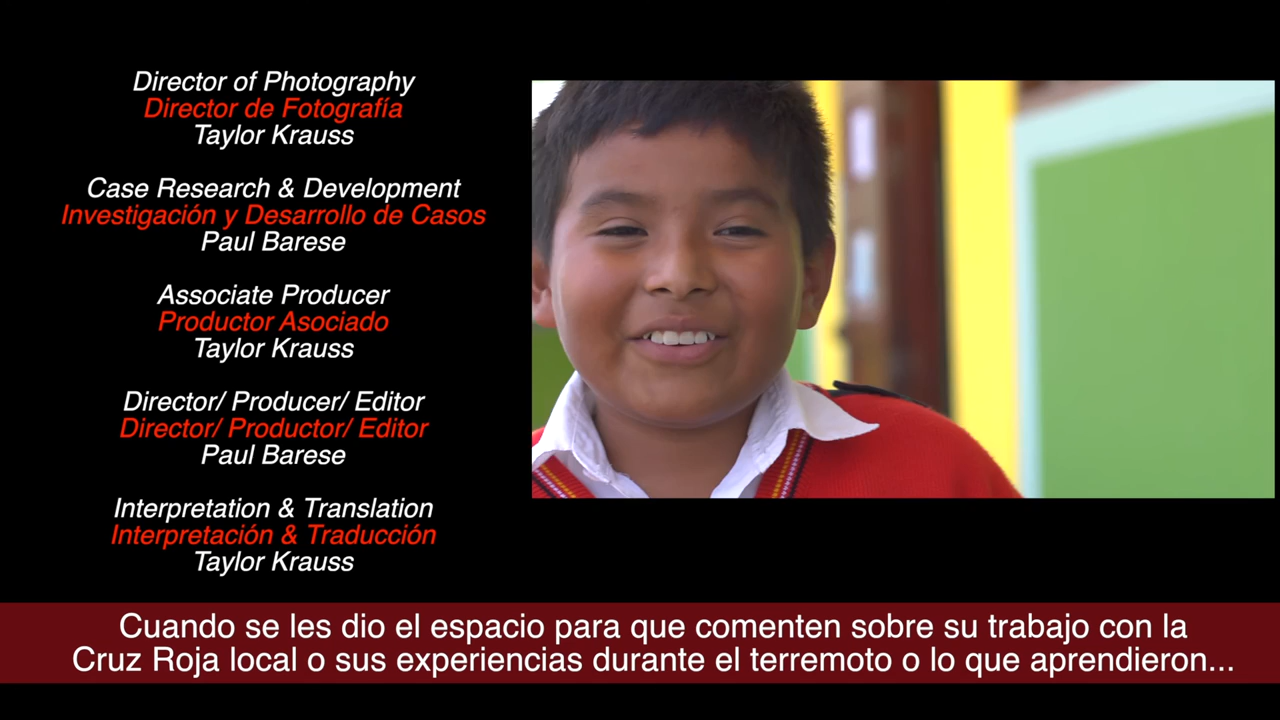 Director of Photography
Director de Fotografía
Taylor Krauss
Case Research & Development
Investigación y Desarrollo de Casos
Paul Barese
Associate Producer
Productor Asociado
Taylor Krauss
Director/ Producer/ Editor
Director/ Productor/ Editor
Paul Barese
Interpretation & Translation
Interpretación & Traducción
Taylor Krauss
Cuando se les dio el espacio para que comenten sobre su trabajo con la
Cruz Roja local o sus experiencias durante el terremoto o lo que aprendieron...